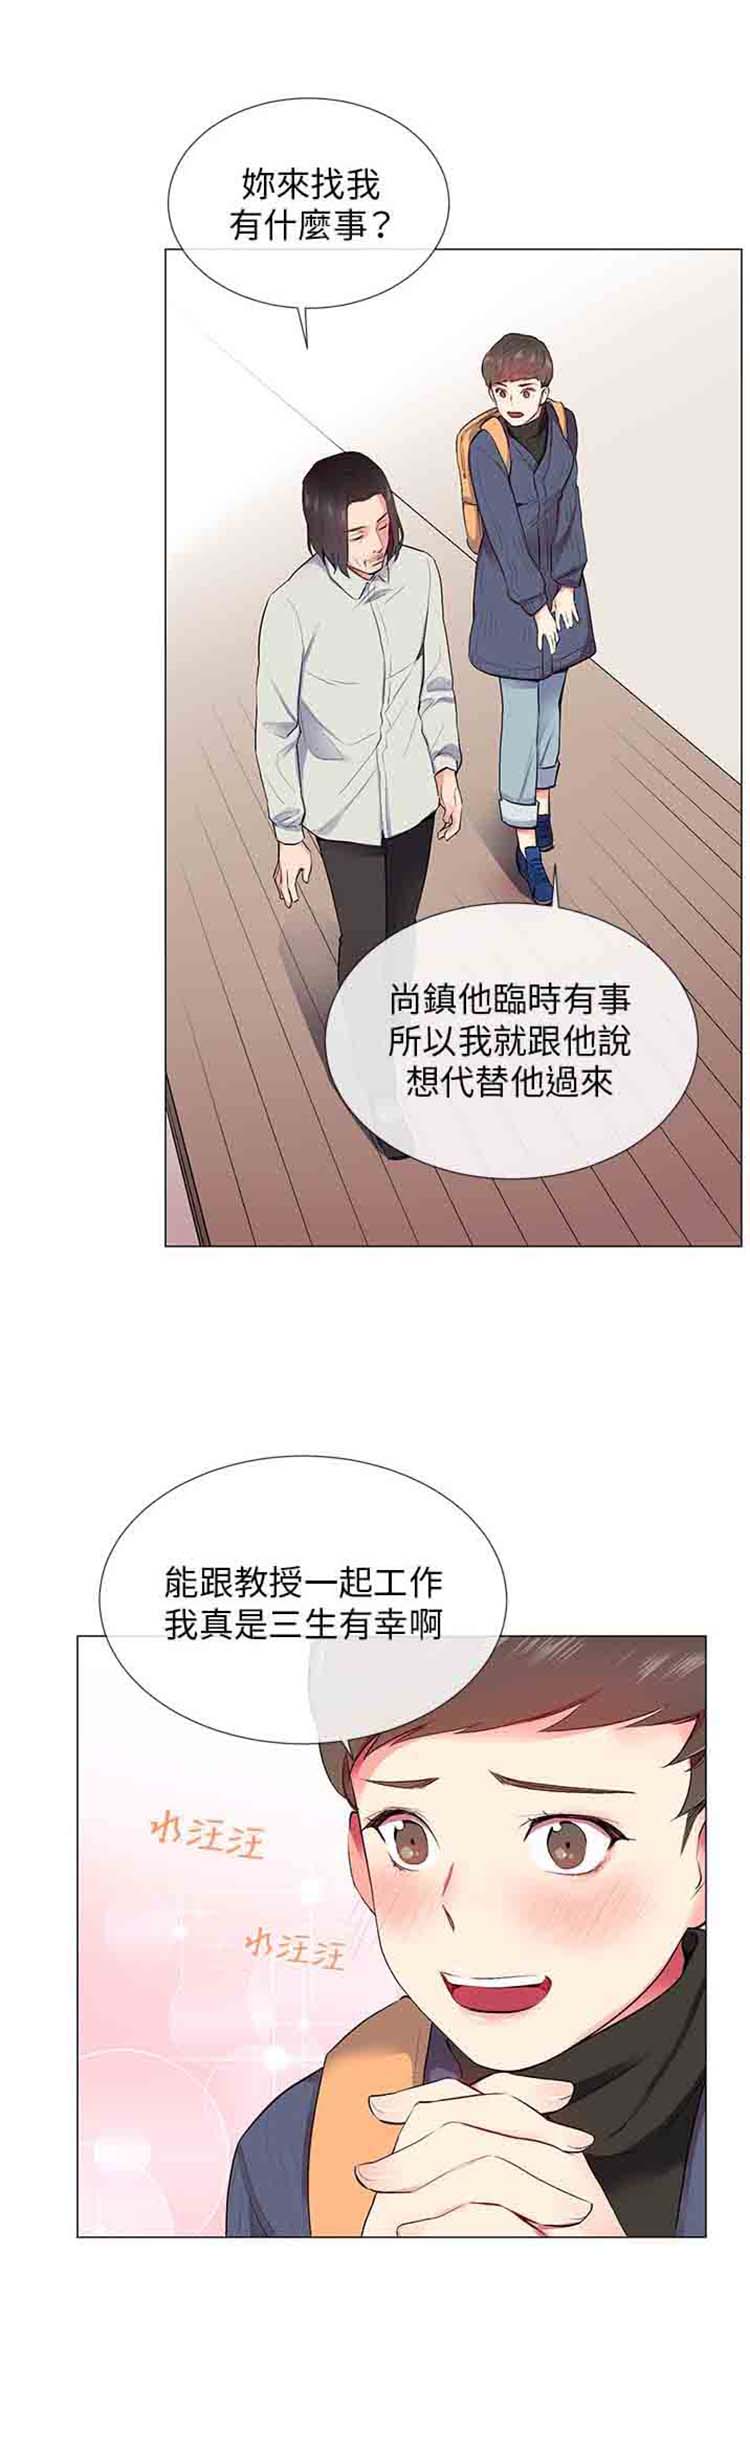 妳來找我
有什麼事？
尚鎮他臨時有事
所以我就跟他說
想代替他過來
能跟教授一起工作
我真是三生有幸啊
水汪汪
水汪汪